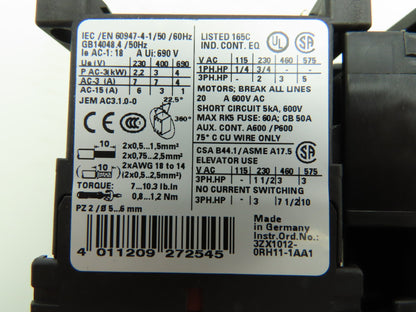 IEC /EN 60947-4-1/50 /60Hz
GB14048.4 /50Hz
Ie AC-1: 18 A Ui: 690 V
Ue (V) 230 400 690
P AC-3(kW) 2,2 3 4
AC-3 (A) 7 4
AC-15 (A) 6 3 1
JEM AC3.1.0-0
22.5°
360°
10 2x0,5...1,5mm²
2x0,75...2,5mm²
10 2xAWG 18 to 14
(2x0,5...2,5mm²)
TORQUE: 7...10.3 lb.in
0,8...1,2 Nm
PZ 2 / Ø 5...6 mm
4 011209 272545
LISTED 165C
IND. CONT. EQ
V AC 115 230 460 575
1PH.HP 1/4 3/4 - -
3PH.HP - 1/2 2 3
MOTORS; BREAK ALL LINES
20 A 600V AC
SHORT CIRCUIT 5kA, 600V
MAX RK5 FUSE: 60A; CB 50A
AUX. CONT. A600 /P600
75° C CU WIRE ONLY
CSA B44.1/ASME A17.5
ELEVATOR USE
V AC 115 230 460 575
3PH.HP - 1 1/2 3 3
NO CURRENT SWITCHING
3PH.HP - 3 7 1/2 10
Made in
Germany
Instr.Ord.No.:
3ZX1012-
0RH11-1AA1